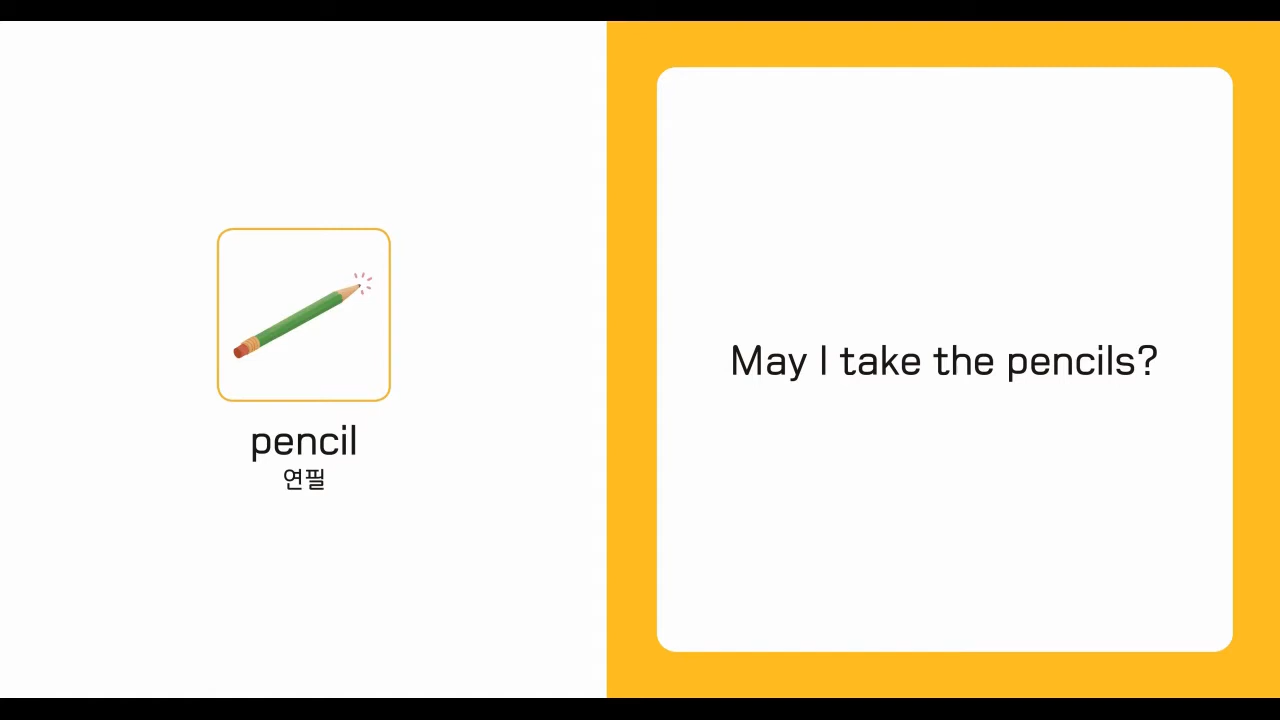 pencil
연필
May I take the pencils?